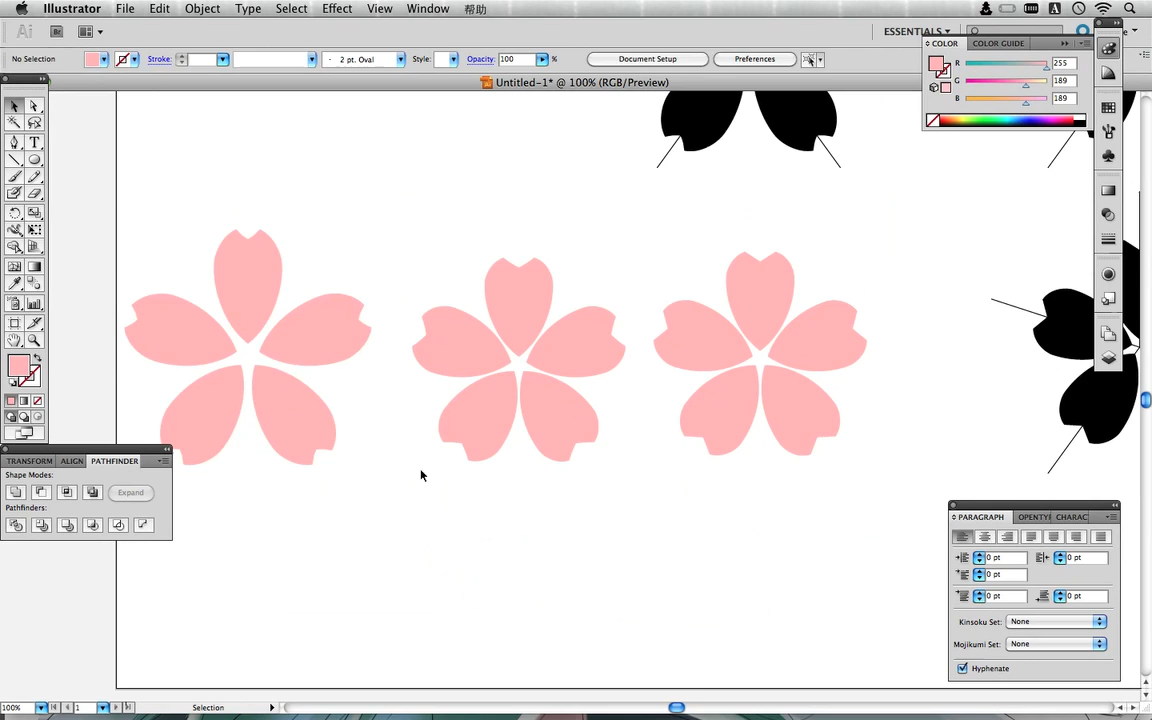 Illustrator File Edit Object Type Select Effect View Window 帮助
Ai Br ESSENTIALS
No Selection Stroke: 2 pt. Oval Style: Opacity: 100 % Document Setup Preferences
Untitled-1* @ 100% (RGB/Preview)
COLOR COLOR GUIDE
R 255
G 189
B 189
TRANSFORM ALIGN PATHFINDER
Shape Modes:
Expand
Pathfinders:
PARAGRAPH OPENTYI CHARAC
0 pt 0 pt
0 pt
0 pt 0 pt
Kinsoku Set: None
Mojikumi Set: None
Hyphenate
100% 1 Selection